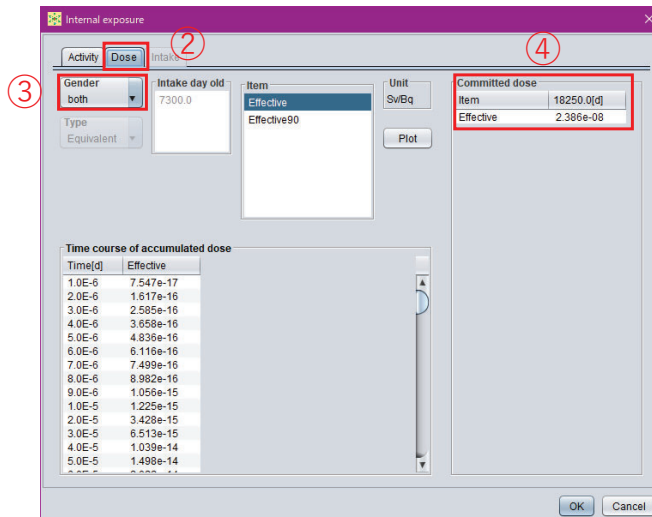 Internal exposure
②
④
③
Activity Dose Intake
Gender
both
Type
Equivalent
Intake day old
7300.0
Item
Effective
Effective90
Unit
Sv/Bq
Plot
Committed dose
Item 18250.0[d]
Effective 2.386e-08
Time course of accumulated dose
Time[d] Effective
1.0E-6 7.547e-17
2.0E-6 1.617e-16
3.0E-6 2.585e-16
4.0E-6 3.658e-16
5.0E-6 4.836e-16
6.0E-6 6.116e-16
7.0E-6 7.499e-16
8.0E-6 8.982e-16
9.0E-6 1.056e-15
1.0E-5 1.225e-15
2.0E-5 3.428e-15
3.0E-5 6.513e-15
4.0E-5 1.039e-14
5.0E-5 1.498e-14
OK Cancel